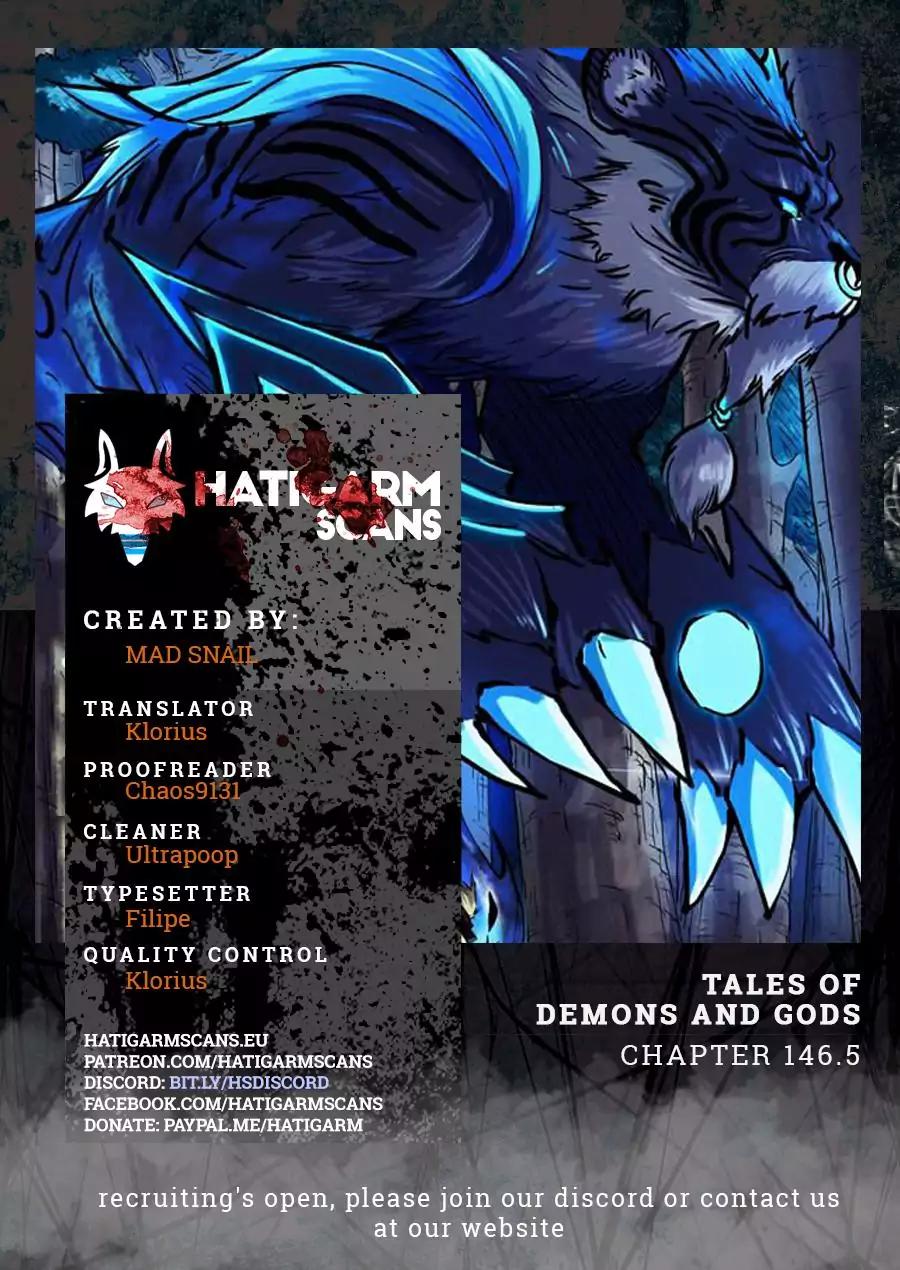 HATIGARM
SCANS
CREATED BY:
MAD SNAIL
TRANSLATOR
Klorius
PROOFREADER
Chaos9131
CLEANER
Ultrapoop
TYPESETTER
Filipe
QUALITY CONTROL
Klorius
HATIGARMSCANS.EU
PATREON.COM/HATIGARMSCANS
DISCORD: BIT.LY/HSDISCORD
FACEBOOK.COM/HATIGARMSCANS
DONATE: PAYPAL.ME/HATIGARM
TALES OF
DEMONS AND GODS
CHAPTER 146.5
recruiting's open, please join our discord or contact us
at our website